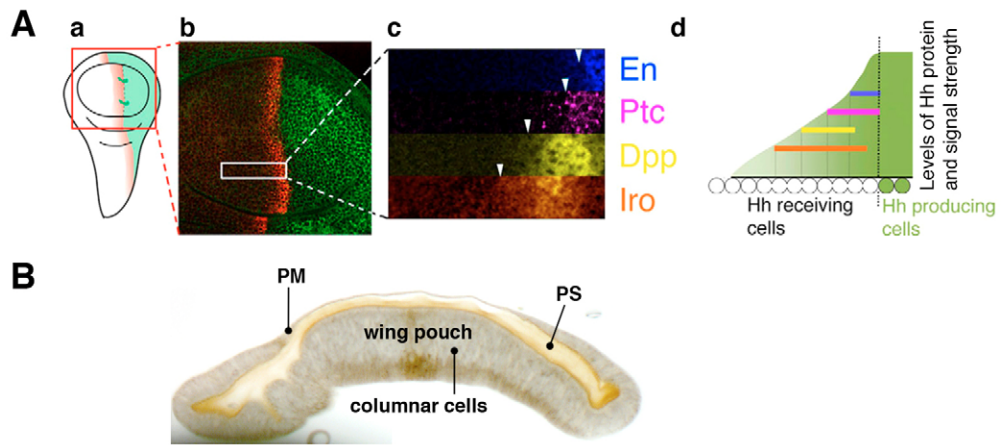 A
a
b
c
d
En
Ptc
Dpp
Iro
Levels of Hh protein
and signal strength
Hh receiving
cells
Hh producing
cells
B
PM
PS
wing pouch
columnar cells